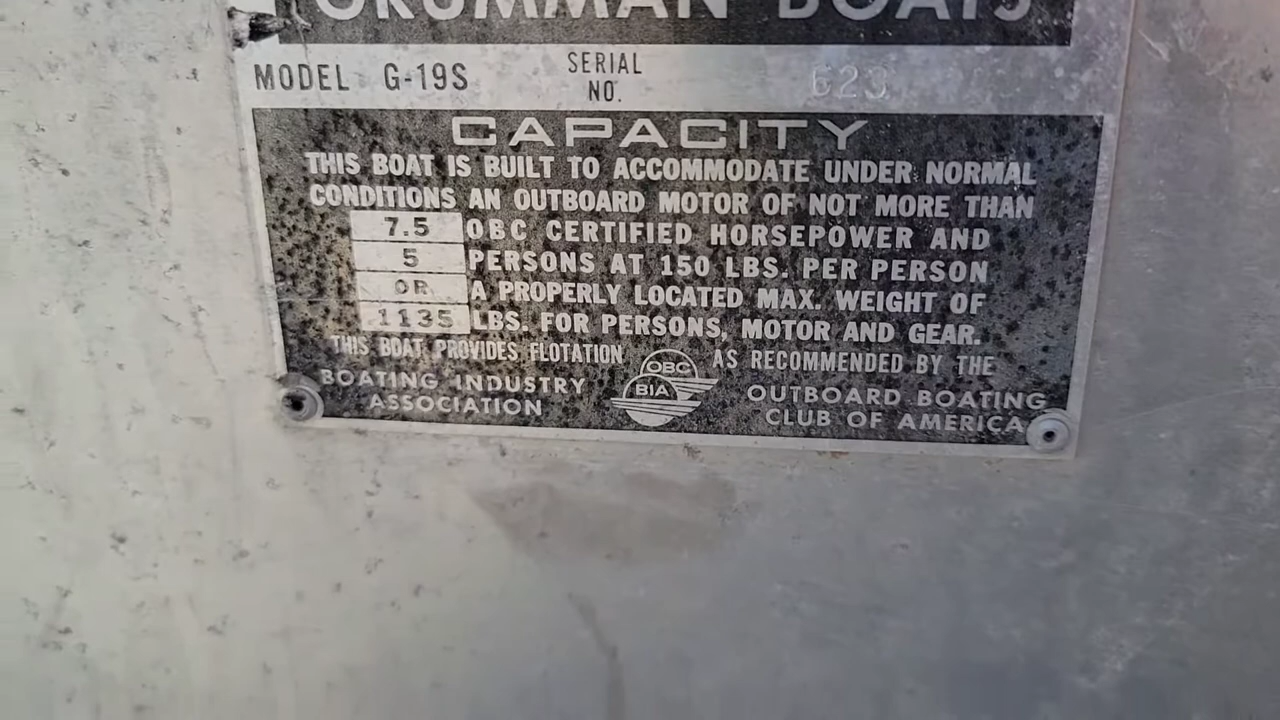 GRUMMAN BOATS
MODEL G-19S SERIAL NO. 623
CAPACITY
THIS BOAT IS BUILT TO ACCOMMODATE UNDER NORMAL
CONDITIONS AN OUTBOARD MOTOR OF NOT MORE THAN
7.5 OBC CERTIFIED HORSEPOWER AND
5 PERSONS AT 150 LBS. PER PERSON
OR A PROPERLY LOCATED MAX. WEIGHT OF
1135 LBS. FOR PERSONS, MOTOR AND GEAR.
THIS BOAT PROVIDES FLOTATION AS RECOMMENDED BY THE
BOATING INDUSTRY ASSOCIATION
OBC
BIA
OUTBOARD BOATING CLUB OF AMERICA